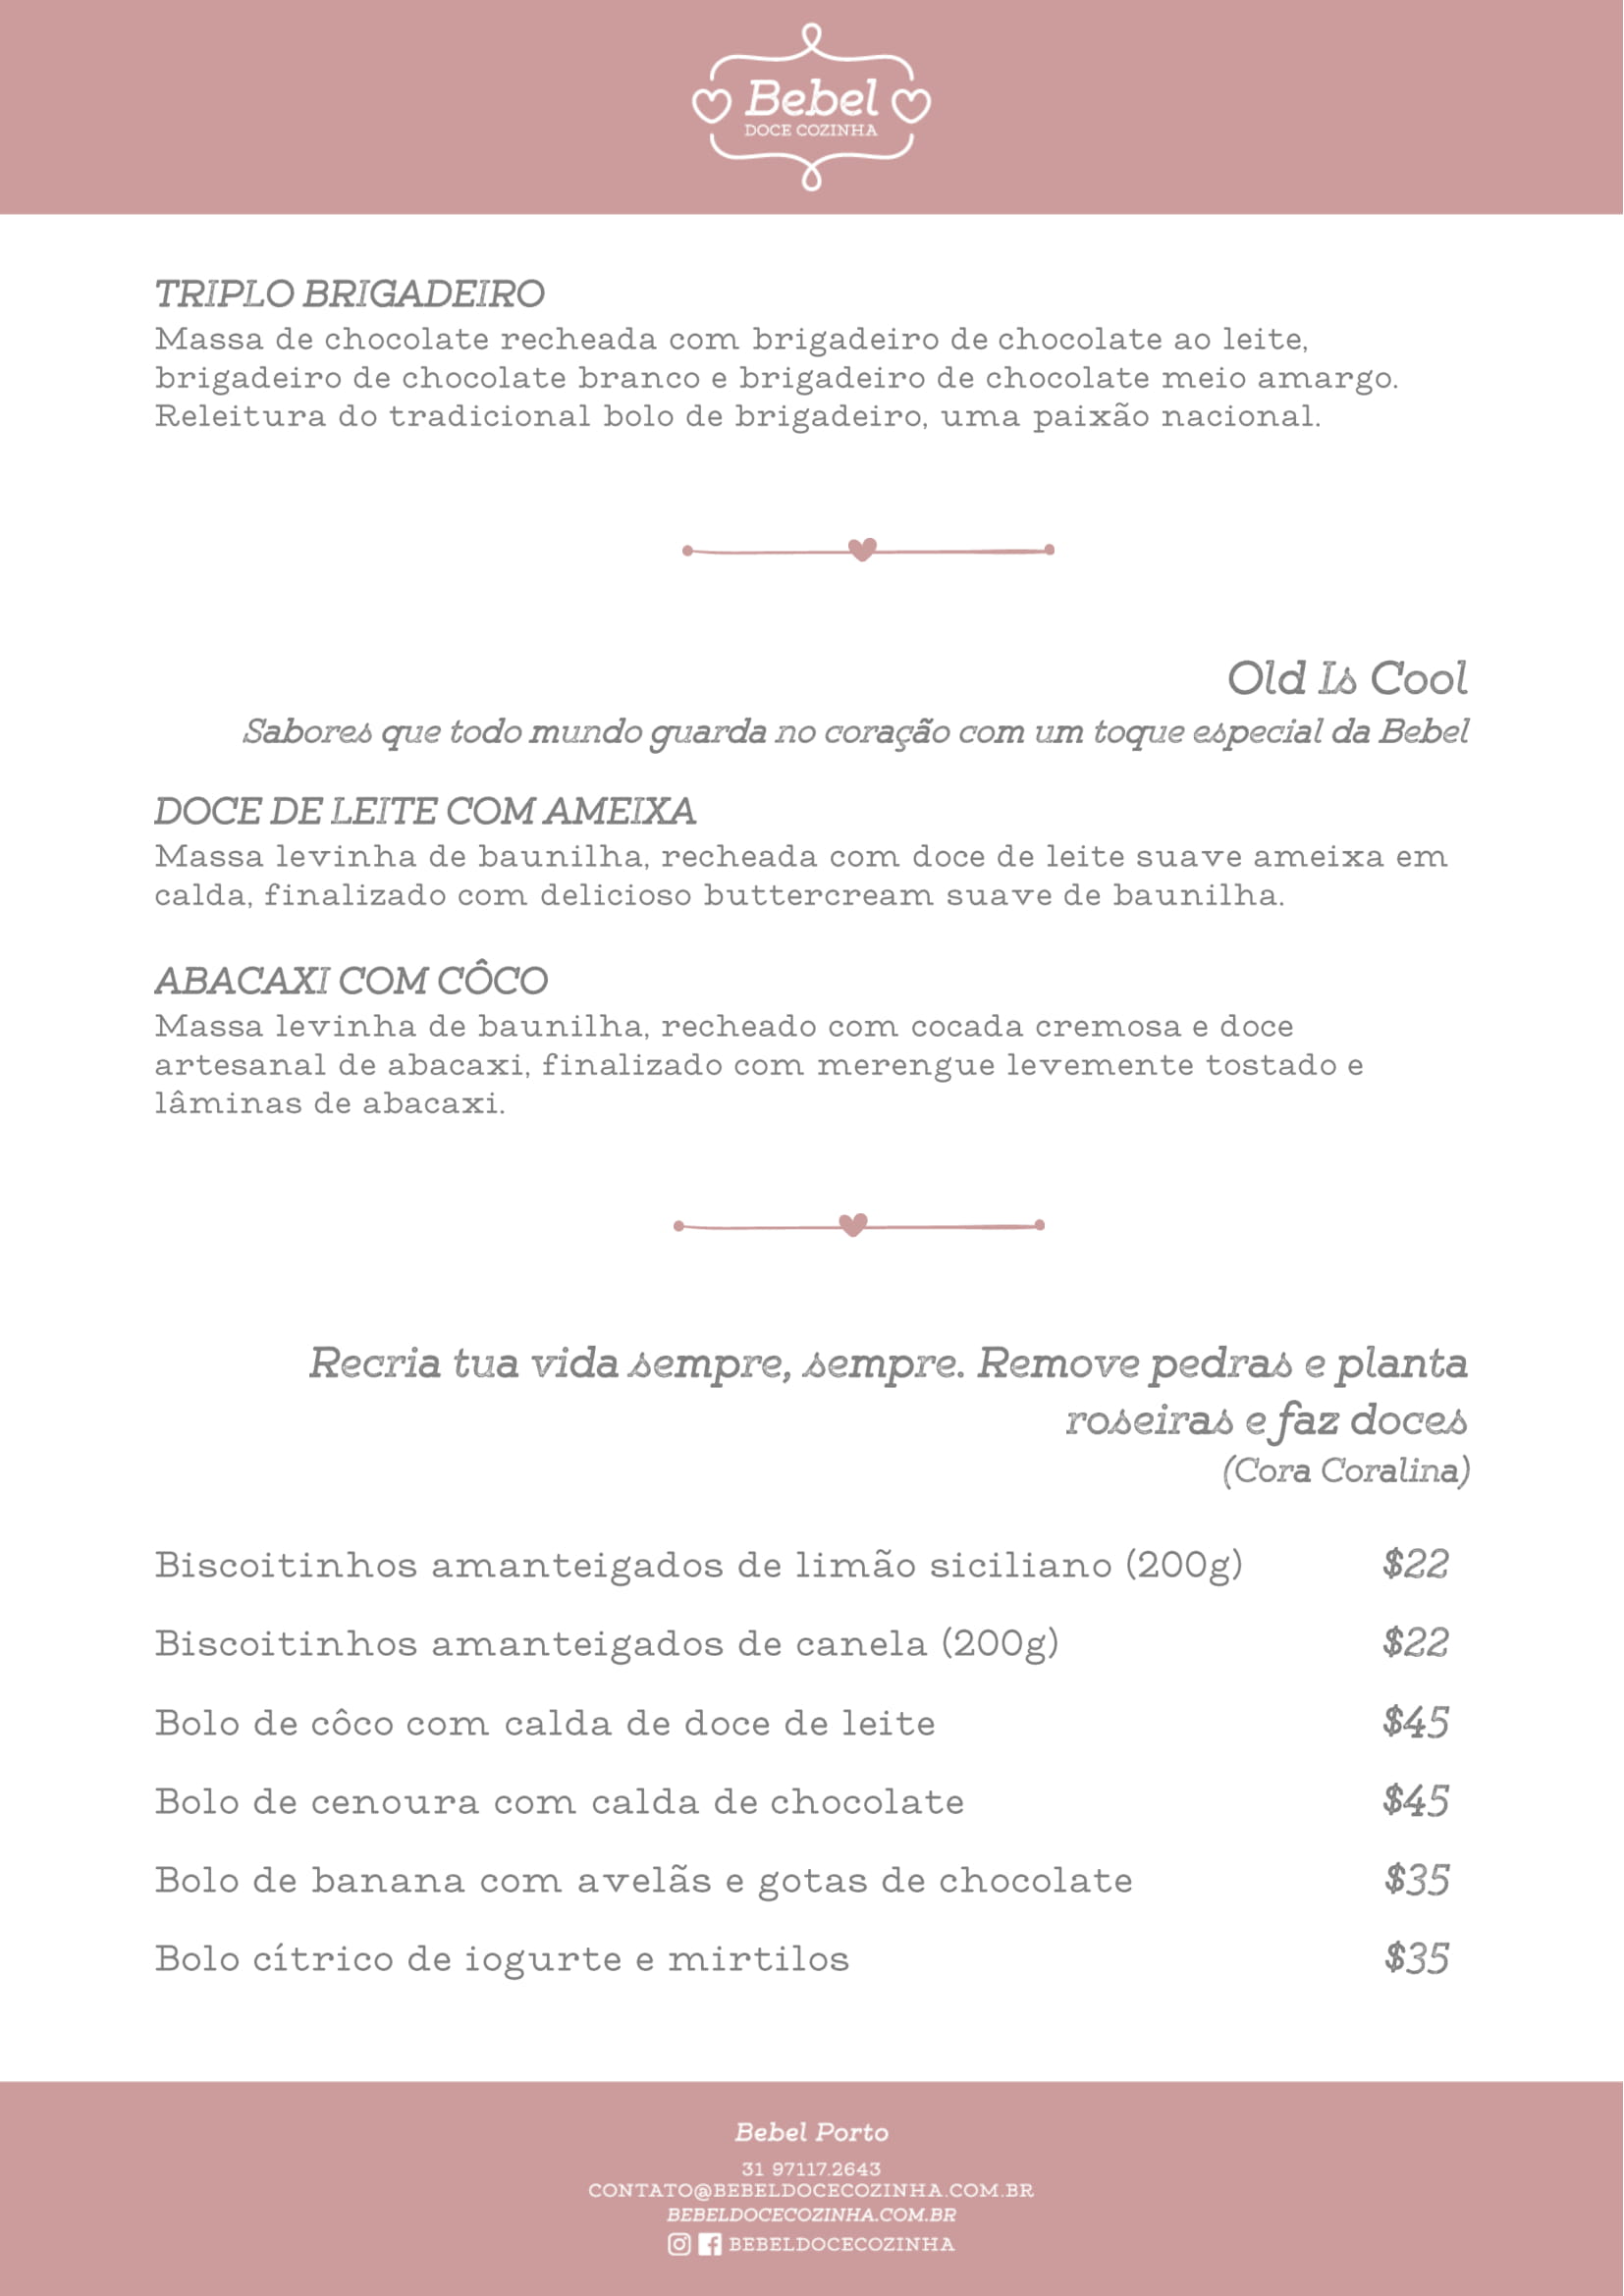 Bebel
DOCE COZINHA
TRIPLO BRIGADEIRO
Massa de chocolate recheada com brigadeiro de chocolate ao leite,
brigadeiro de chocolate branco e brigadeiro de chocolate meio amargo.
Releitura do tradicional bolo de brigadeiro, uma paixão nacional.
Old Is Cool
Sabores que todo mundo guarda no coração com um toque especial da Bebel
DOCE DE LEITE COM AMEIXA
Massa levinha de baunilha, recheada com doce de leite suave ameixa em
calda, finalizado com delicioso buttercream suave de baunilha.
ABACAXI COM CÔCO
Massa levinha de baunilha, recheado com cocada cremosa e doce
artesanal de abacaxi, finalizado com merengue levemente tostado e
lâminas de abacaxi.
Recria tua vida sempre, sempre. Remove pedras e planta
roseiras e faz doces
(Cora Coralina)
Biscoitinhos amanteigados de limão siciliano (200g) $22
Biscoitinhos amanteigados de canela (200g) $22
Bolo de côco com calda de doce de leite $45
Bolo de cenoura com calda de chocolate $45
Bolo de banana com avelãs e gotas de chocolate $35
Bolo cítrico de iogurte e mirtilos $35
Bebel Porto
31 97117.2643
CONTATO@BEBELDOCECOZINHA.COM.BR
BEBELDOCECOZINHA.COM.BR
BEBELDOCECOZINHA